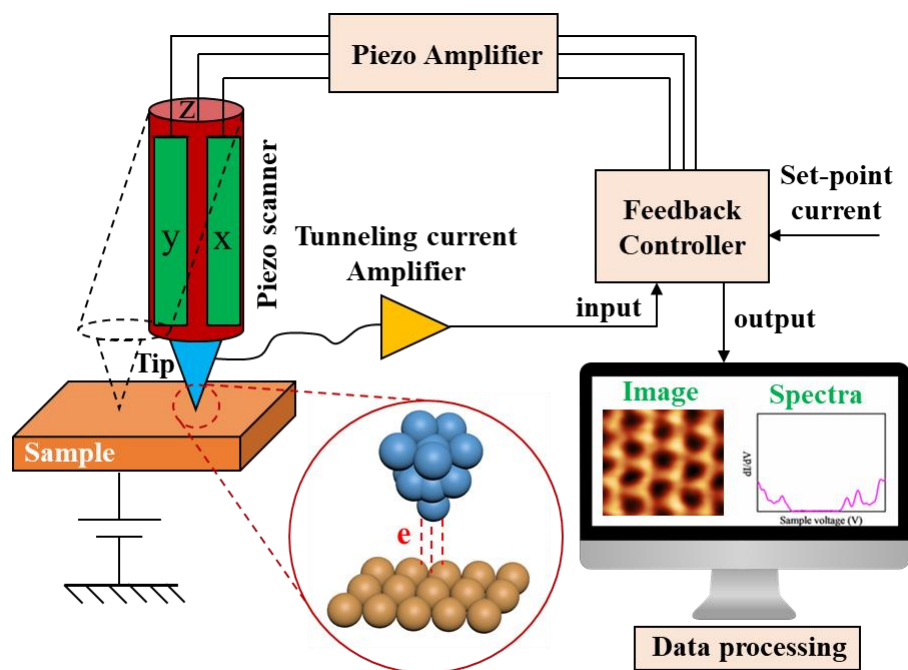 Piezo Amplifier
z
y
x
Piezo scanner
Tunneling current
Amplifier
Feedback
Controller
Set-point
current
input
output
Tip
Sample
e
Image
Spectra
dI/dV
Sample voltage (V)
Data processing